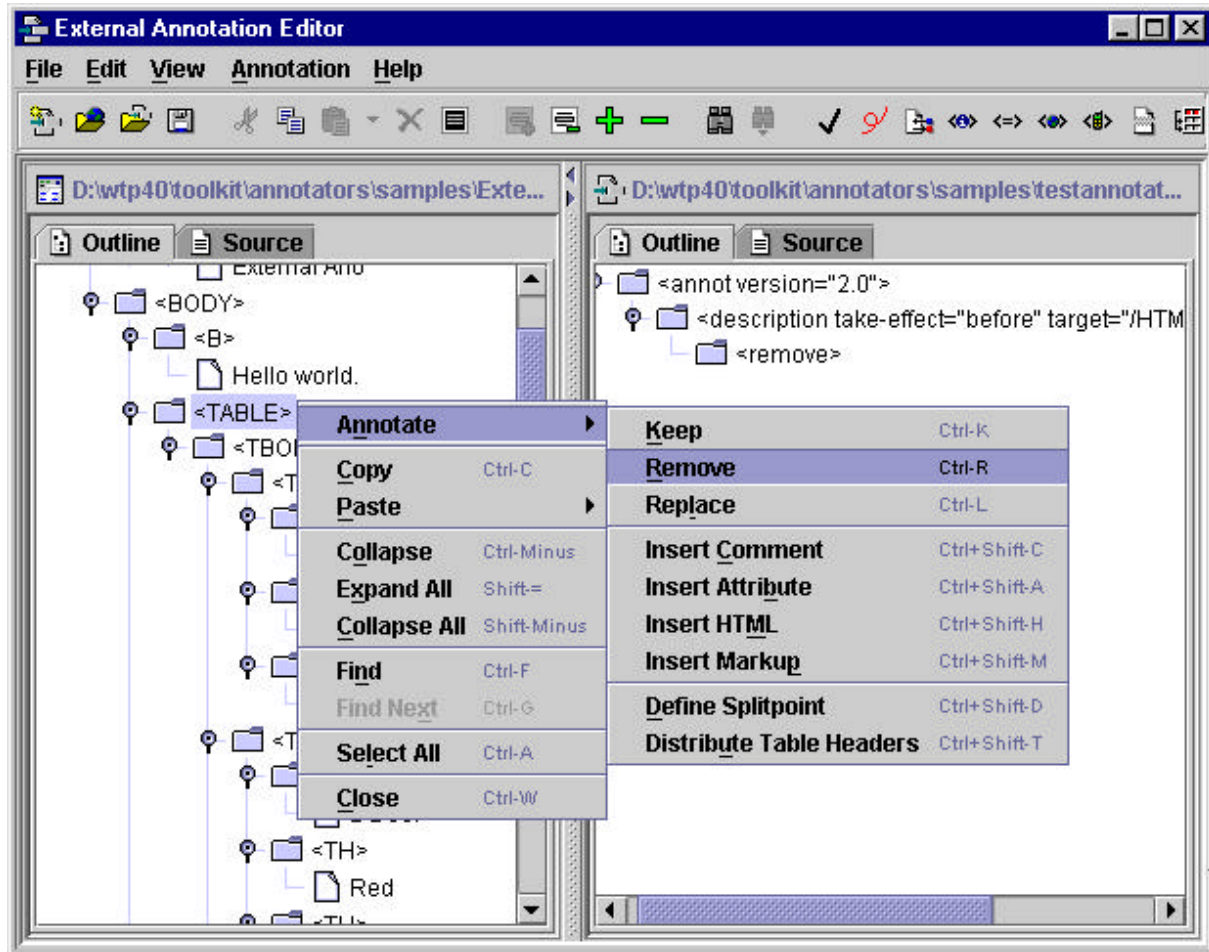 External Annotation Editor
File Edit View Annotation Help
D:\wtp40\toolkit\annotators\samples\Exte...
Outline Source
<BODY>
<B>
Hello world.
<TABLE>
<TH>
Red
D:\wtp40\toolkit\annotators\samples\testannotat...
Outline Source
<annot version="2.0">
<description take-effect="before" target="/HTM
<remove>
Annotate
Copy Ctrl-C
Paste
Collapse Ctrl-Minus
Expand All Shift-=
Collapse All Shift-Minus
Find Ctrl-F
Find Next Ctrl-G
Select All Ctrl-A
Close Ctrl-W
Keep Ctrl-K
Remove Ctrl-R
Replace Ctrl-L
Insert Comment Ctrl+Shift-C
Insert Attribute Ctrl+Shift-A
Insert HTML Ctrl+Shift-H
Insert Markup Ctrl+Shift-M
Define Splitpoint Ctrl+Shift-D
Distribute Table Headers Ctrl+Shift-T